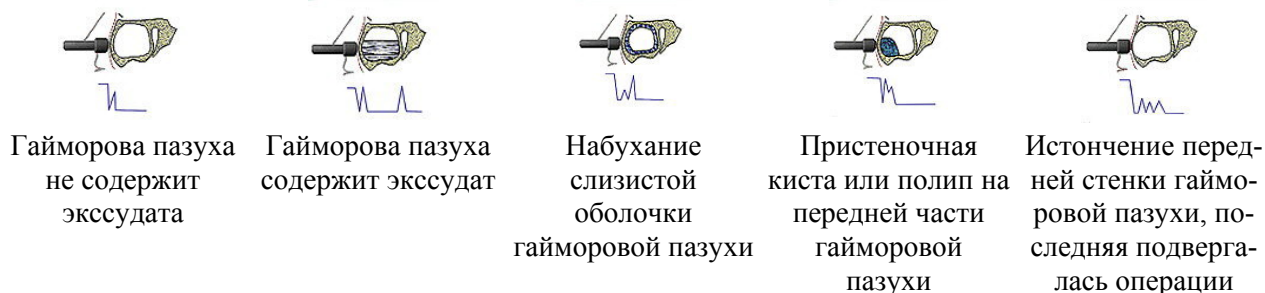 Гайморова пазуха
не содержит
экссудата
Гайморова пазуха
содержит экссудат
Набухание
слизистой
оболочки
гайморовой пазухи
Пристеночная
киста или полип на
передней части
гайморовой
пазухи
Истончение перед-
ней стенки гаймо-
ровой пазухи, по-
следняя подверга-
лась операции